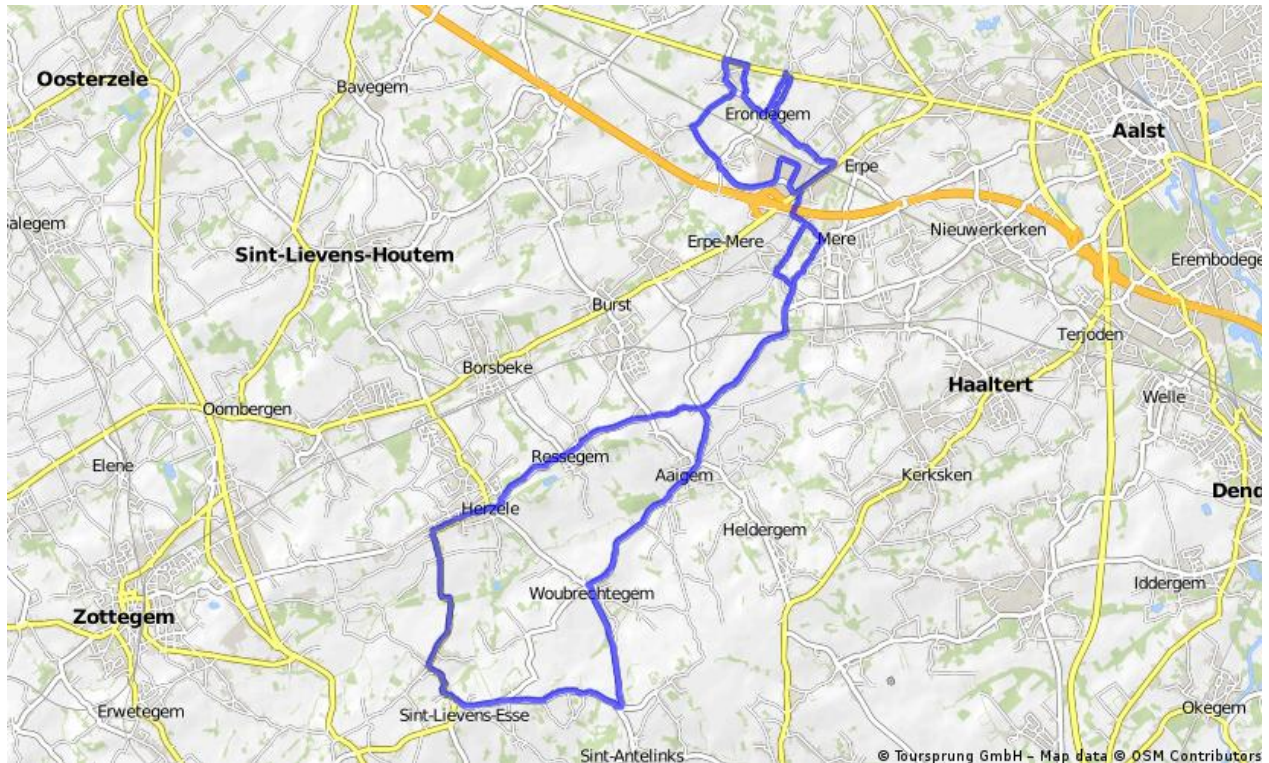 Oosterzele
Bavegem
Erondegem
Aalst
Erpe
alegem
Sint-Lievens-Houtem
Erpe-Mere
Mere
Nieuwerkerken
Erembodege
Burst
Terjoden
Borsbeke
Haaltert
Oombergen
Welle
Elene
Ressegem
Aaigem
Kerksken
Dend
Herzele
Heldergem
Woubrechtegem
Iddergem
Zottegem
Erwetegem
Sint-Lievens-Esse
Okegem
Sint-Antelinks
© Toursprung GmbH – Map data © OSM Contributors